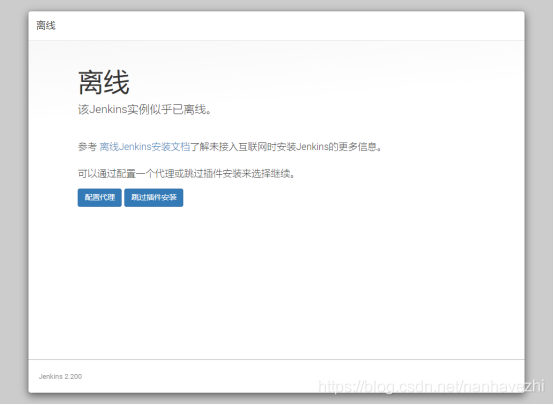 离线
离线
该Jenkins实例似乎已离线。
参考 离线Jenkins安装文档了解未接入互联网时安装Jenkins的更多信息。
可以通过配置一个代理或跳过插件安装来选择继续。
配置代理 跳过插件安装
Jenkins 2.200
https://blog.csdn.net/nanhavezhi